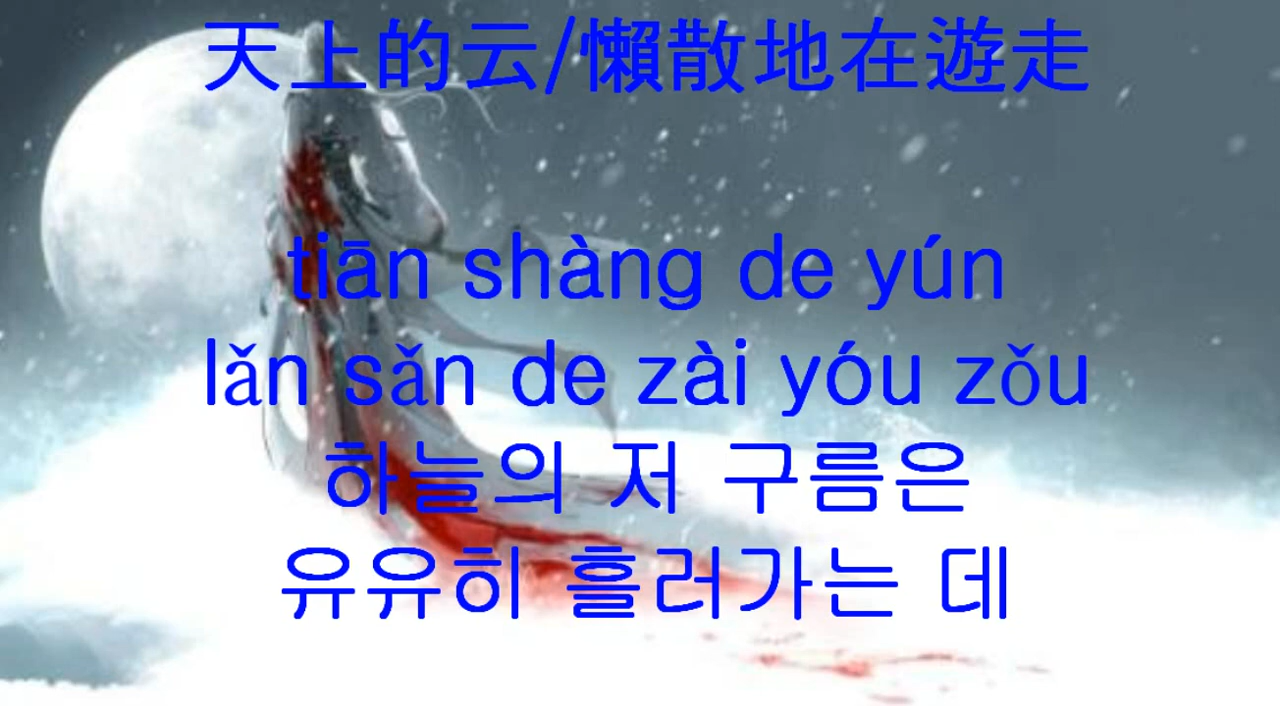 天上的云/懶散地在遊走
tiān shàng de yún
lǎn sǎn de zài yóu zǒu
하늘의 저 구름은
유유히 흘러가는 데